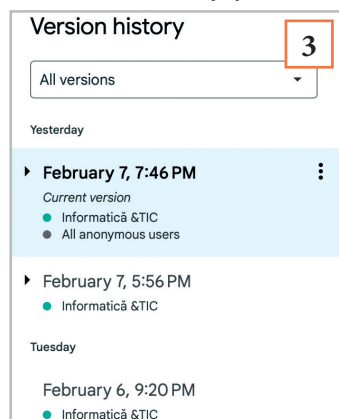 Version history
3
All versions
Yesterday
February 7, 7:46 PM
Current version
Informatică &TIC
All anonymous users
February 7, 5:56 PM
Informatică &TIC
Tuesday
February 6, 9:20 PM
Informatică &TIC